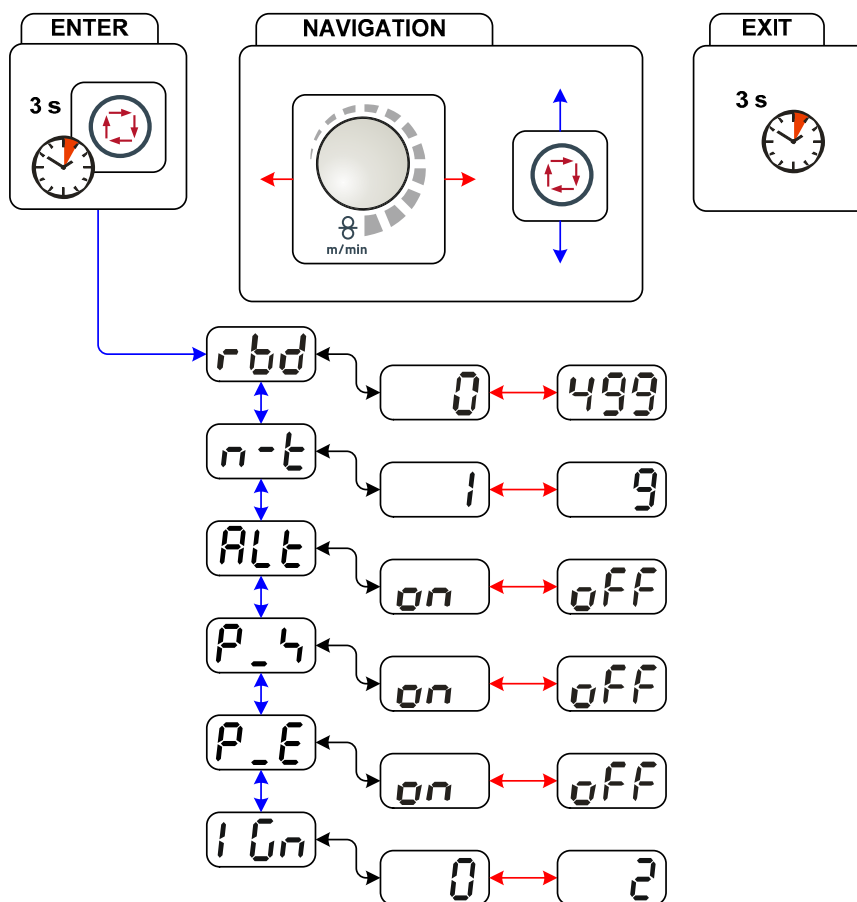 ENTER
NAVIGATION
EXIT
3 s
3 s
m/min
rbd
0
499
n-t
1
9
ALt
on
oFF
P_s
on
oFF
P_E
on
oFF
IGn
0
2